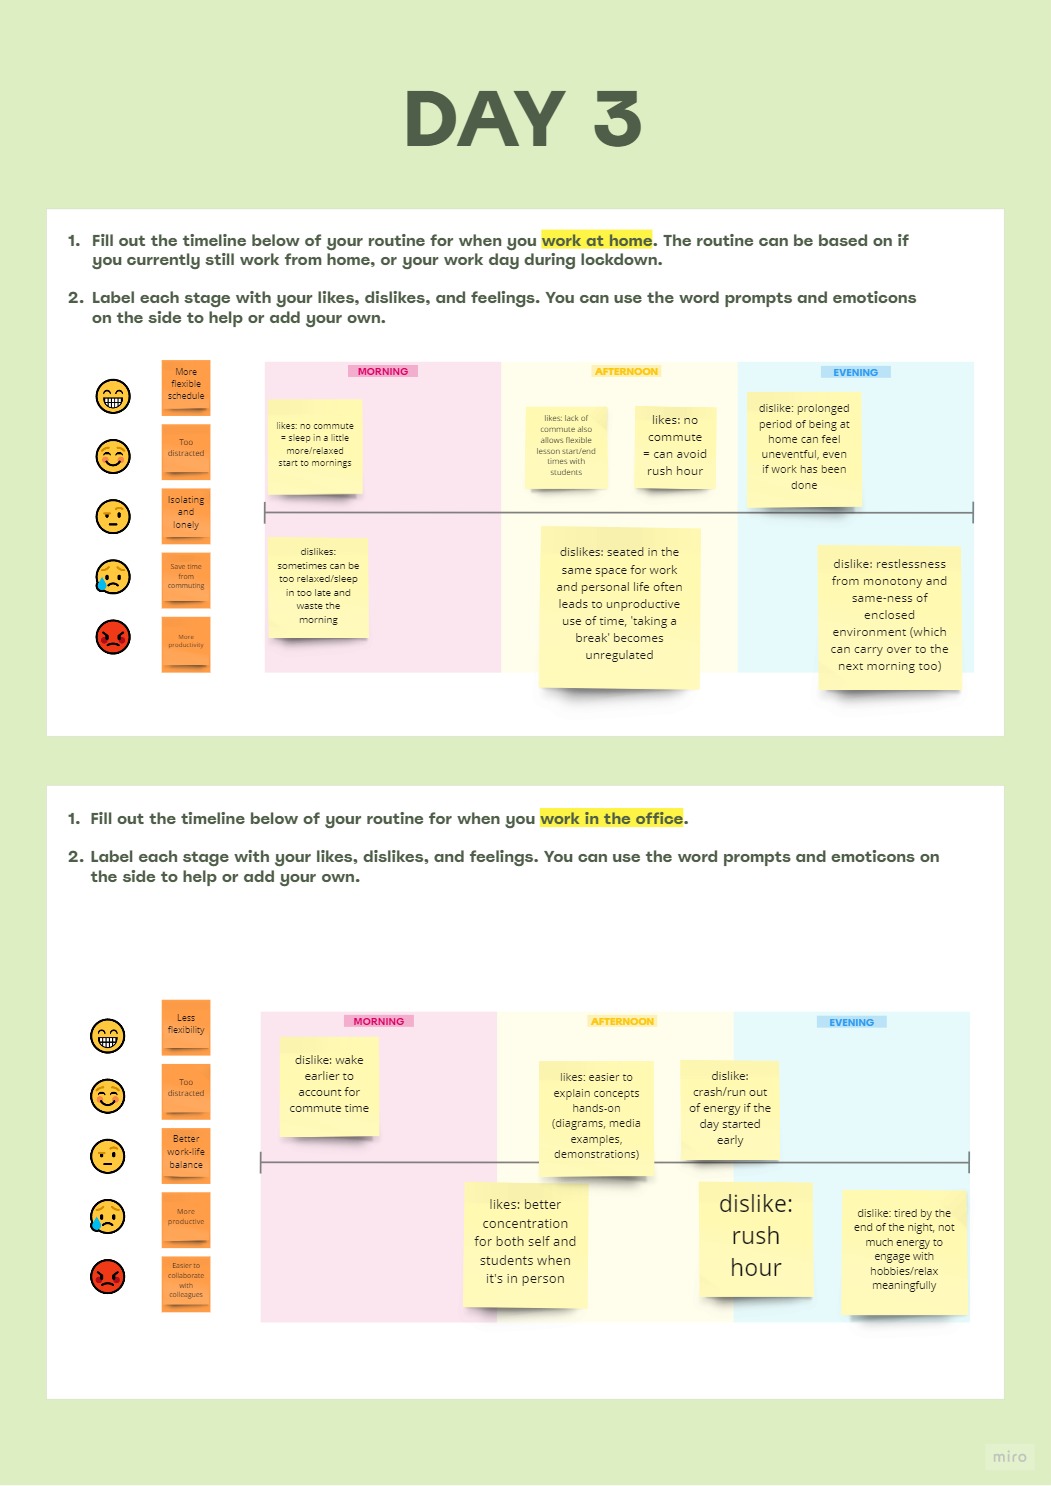 DAY 3
1. Fill out the timeline below of your routine for when you work at home. The routine can be based on if
you currently still work from home, or your work day during lockdown.
2. Label each stage with your likes, dislikes, and feelings. You can use the word prompts and emoticons
on the side to help or add your own.
More
flexible
schedule
Too
distracted
Isolating
and
lonely
Save time
from
commuting
More
productivity
MORNING
likes: no commute
= sleep in a little
more/relaxed
start to mornings
dislikes:
sometimes can be
too relaxed/sleep
in too late and
waste the
morning
AFTERNOON
likes: lack of
commute also
allows flexible
lesson start/end
times with
students
likes: no
commute
= can avoid
rush hour
dislikes: seated in the
same space for work
and personal life often
leads to unproductive
use of time, 'taking a
break' becomes
unregulated
EVENING
dislike: prolonged
period of being at
home can feel
uneventful, even
if work has been
done
dislike: restlessness
from monotony and
same-ness of
enclosed
environment (which
can carry over to the
next morning too)
1. Fill out the timeline below of your routine for when you work in the office.
2. Label each stage with your likes, dislikes, and feelings. You can use the word prompts and emoticons on
the side to help or add your own.
Less
flexibility
Too
distracted
Better
work-life
balance
More
productive
Easier to
collaborate
with
colleagues
MORNING
dislike: wake
earlier to
account for
commute time
AFTERNOON
likes: easier to
explain concepts
hands-on
(diagrams, media
examples,
demonstrations)
likes: better
concentration
for both self and
students when
it's in person
dislike:
crash/run out
of energy if the
day started
early
dislike:
rush
hour
EVENING
dislike: tired by the
end of the night, not
much energy to
engage with
hobbies/relax
meaningfully
miro